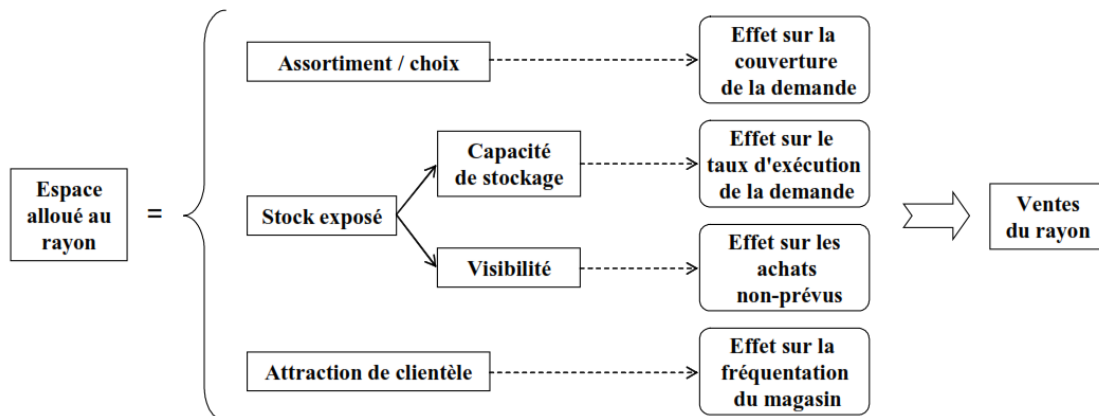 Espace
alloué au
rayon
=
Assortiment / choix
Effet sur la
couverture
de la demande
Stock exposé
Capacité
de stockage
Effet sur le
taux d'exécution
de la demande
Visibilité
Effet sur les
achats
non-prévus
Attraction de clientèle
Effet sur la
fréquentation
du magasin
Ventes
du rayon